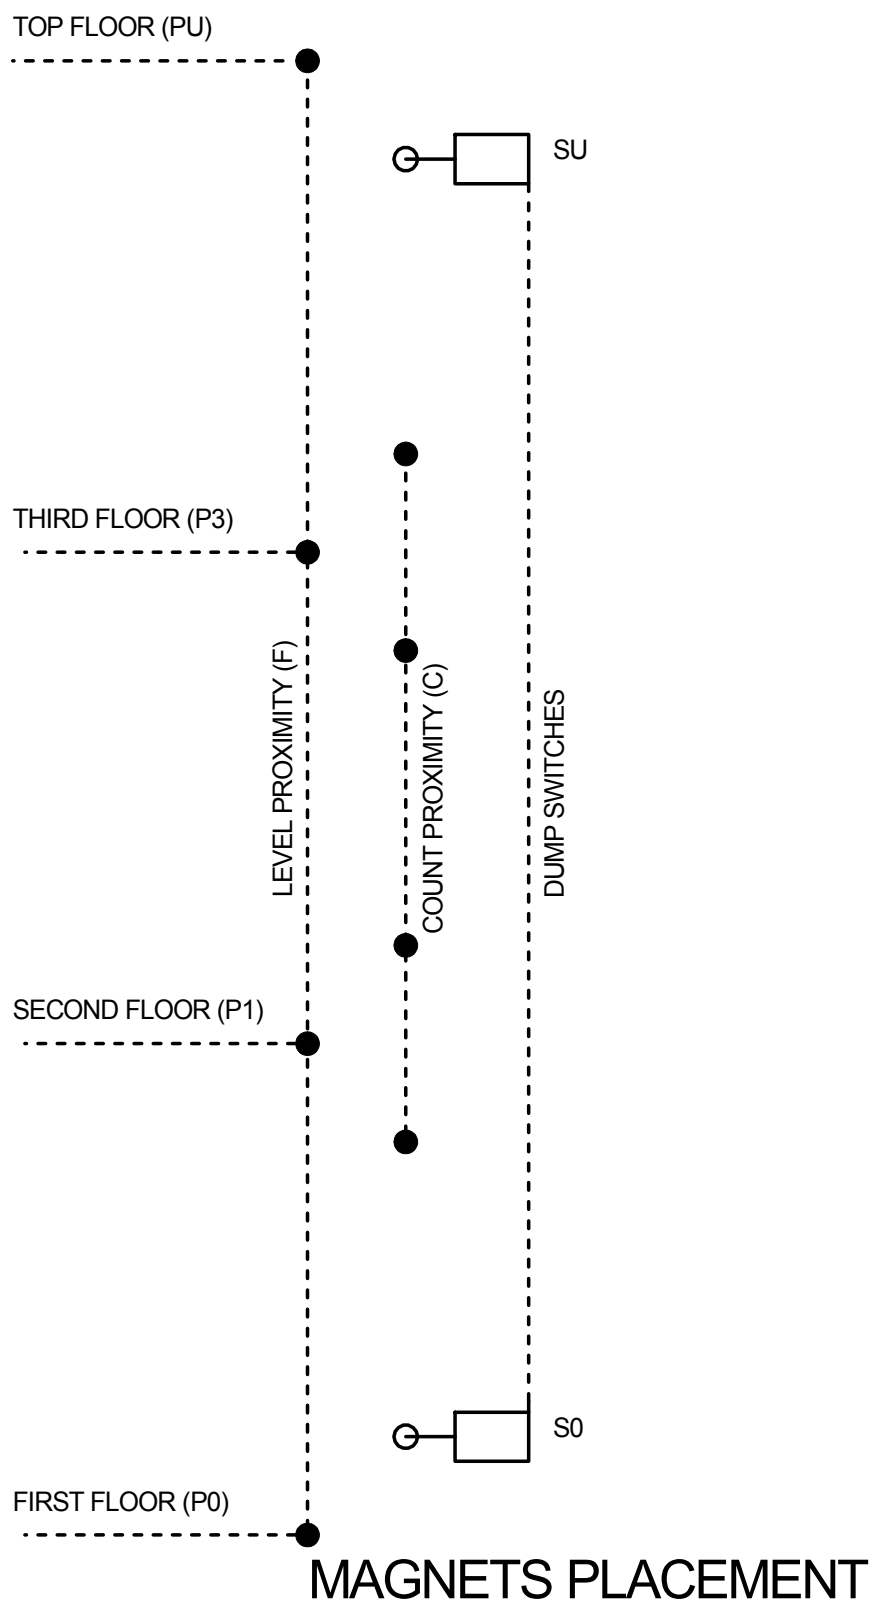 TOP FLOOR (PU)
SU
THIRD FLOOR (P3)
LEVEL PROXIMITY (F)
COUNT PROXIMITY (C)
DUMP SWITCHES
SECOND FLOOR (P1)
S0
FIRST FLOOR (P0)
MAGNETS PLACEMENT